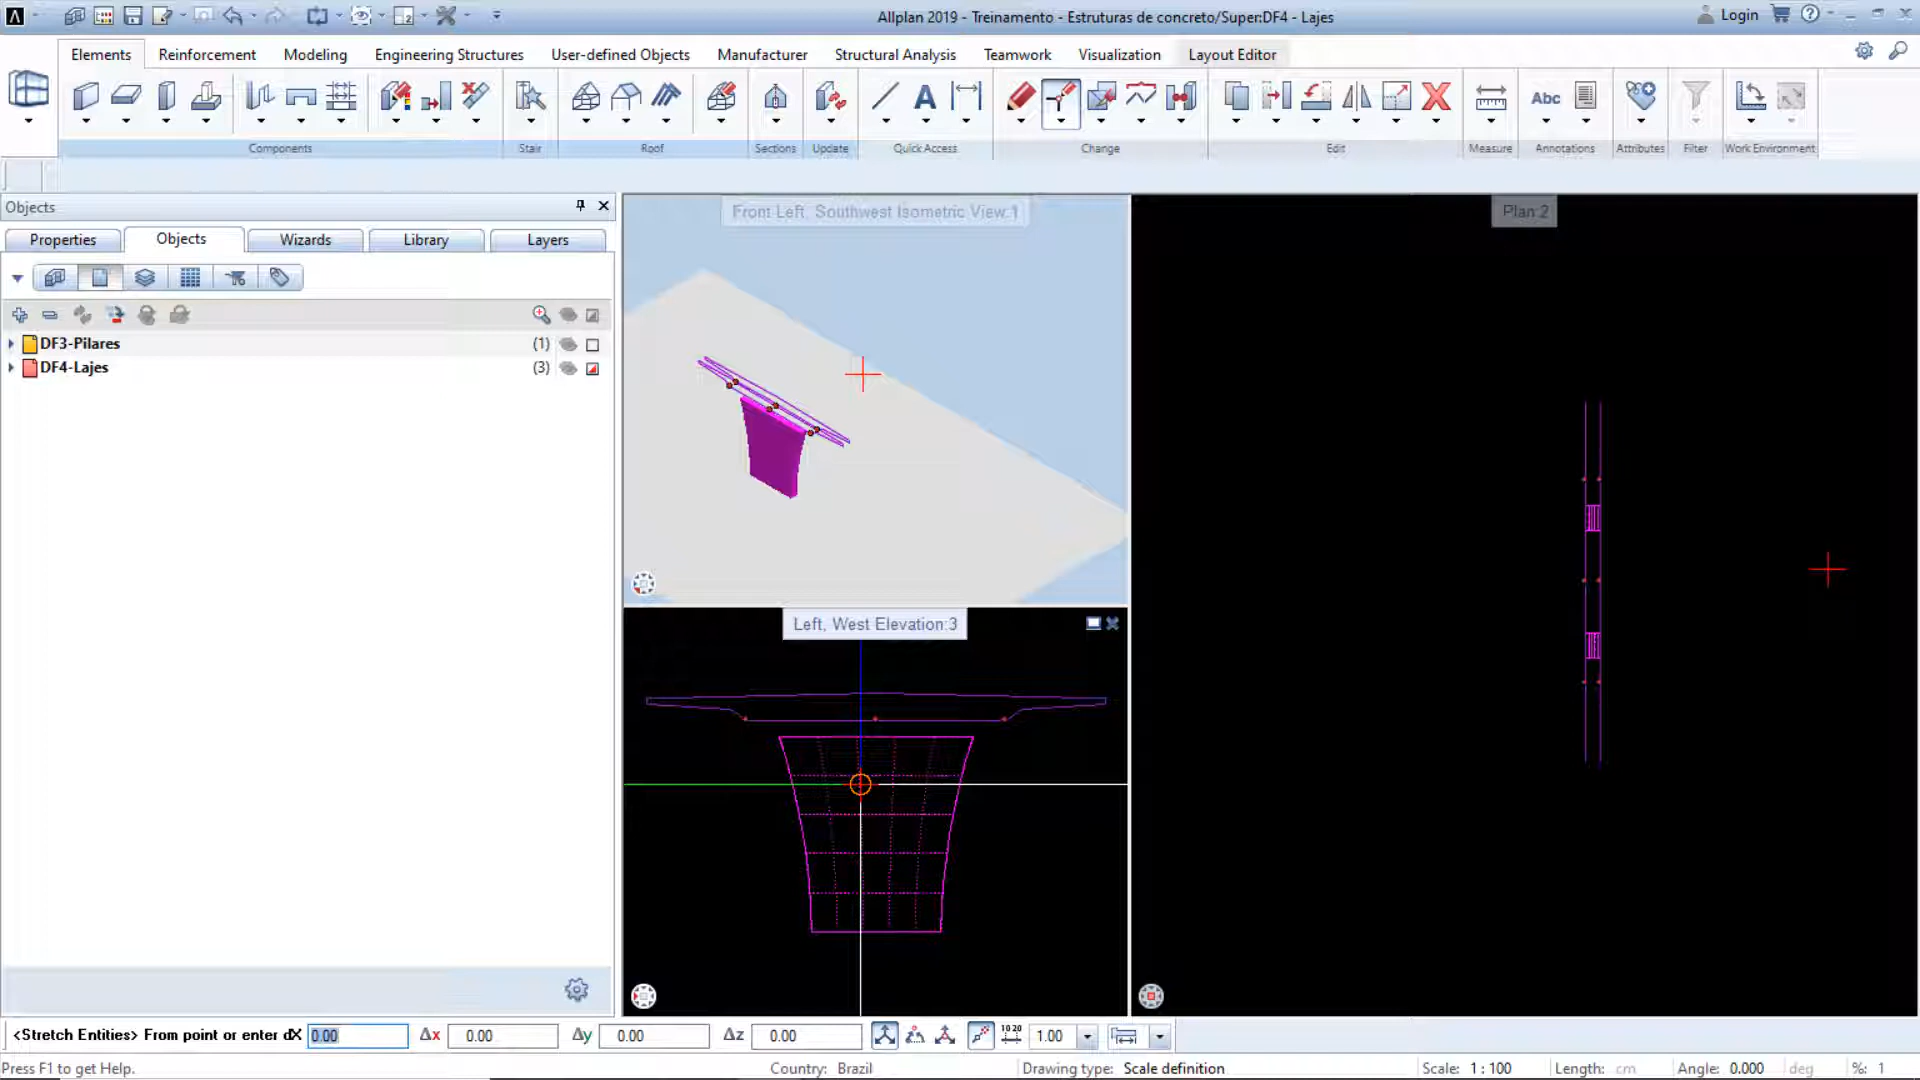 Allplan 2019 - Treinamento - Estruturas de concreto/Super:DF4 - Lajes
Login
Elements Reinforcement Modeling Engineering Structures User-defined Objects Manufacturer Structural Analysis Teamwork Visualization Layout Editor
Abc
Components Stair Roof Sections Update Quick Access Change Edit Measure Annotations Attributes Filter Work Environment
Objects
Properties Objects Wizards Library Layers
DF3-Pilares (1)
DF4-Lajes (3)
Front Left, Southwest Isometric View:1
Plan:2
Left, West Elevation:3
<Stretch Entities> From point or enter dX 0.00 Δx 0.00 Δy 0.00 Δz 0.00 10 20 1.00
Press F1 to get Help. Country: Brazil Drawing type: Scale definition Scale: 1 : 100 Length: cm Angle: 0.000 deg %: 1